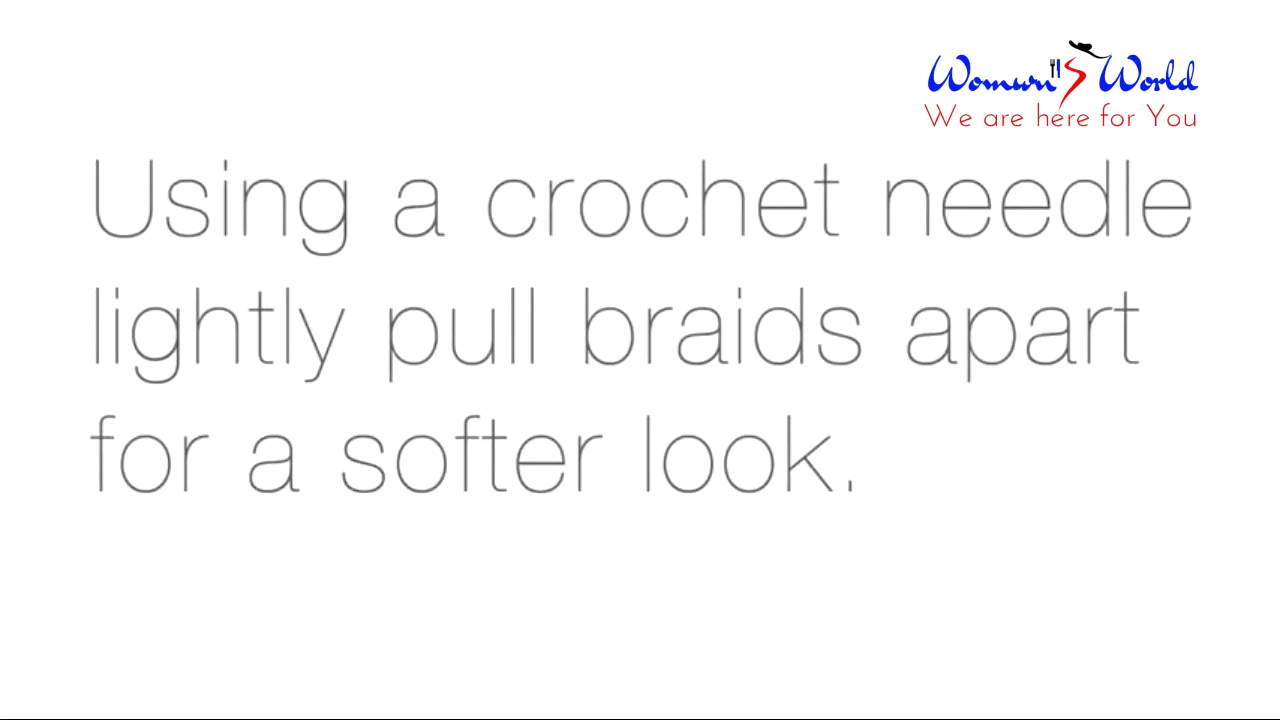 Womun's World
We are here for You
Using a crochet needle
lightly pull braids apart
for a softer look.